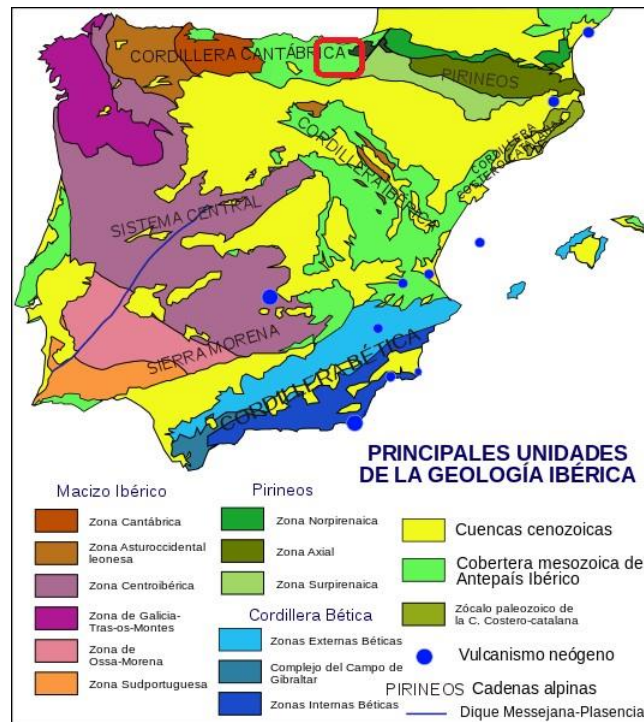 CORDILLERA CANTÁBRICA
PIRINEOS
CORDILLERA
COSTERO CATALANA
CORDILLERA IBÉRICA
SISTEMA CENTRAL
SIERRA MORENA
CORDILLERA BÉTICA
PRINCIPALES UNIDADES
DE LA GEOLOGÍA IBÉRICA
Macizo Ibérico
Zona Cantábrica
Zona Asturoccidental
leonesa
Zona Centroibérica
Zona de Galicia-
Tras-os-Montes
Zona de
Ossa-Morena
Zona Sudportuguesa
Pirineos
Zona Norpirenaica
Zona Axial
Zona Surpirenaica
Cordillera Bética
Zonas Externas Béticas
Complejo del Campo de
Gibraltar
Zonas Internas Béticas
Cuencas cenozoicas
Cobertera mesozoica de
Antepaís Ibérico
Zócalo paleozoico de
la C. Costero-catalana
Vulcanismo neógeno
PIRINEOS Cadenas alpinas
Dique Messejana-Plasencia